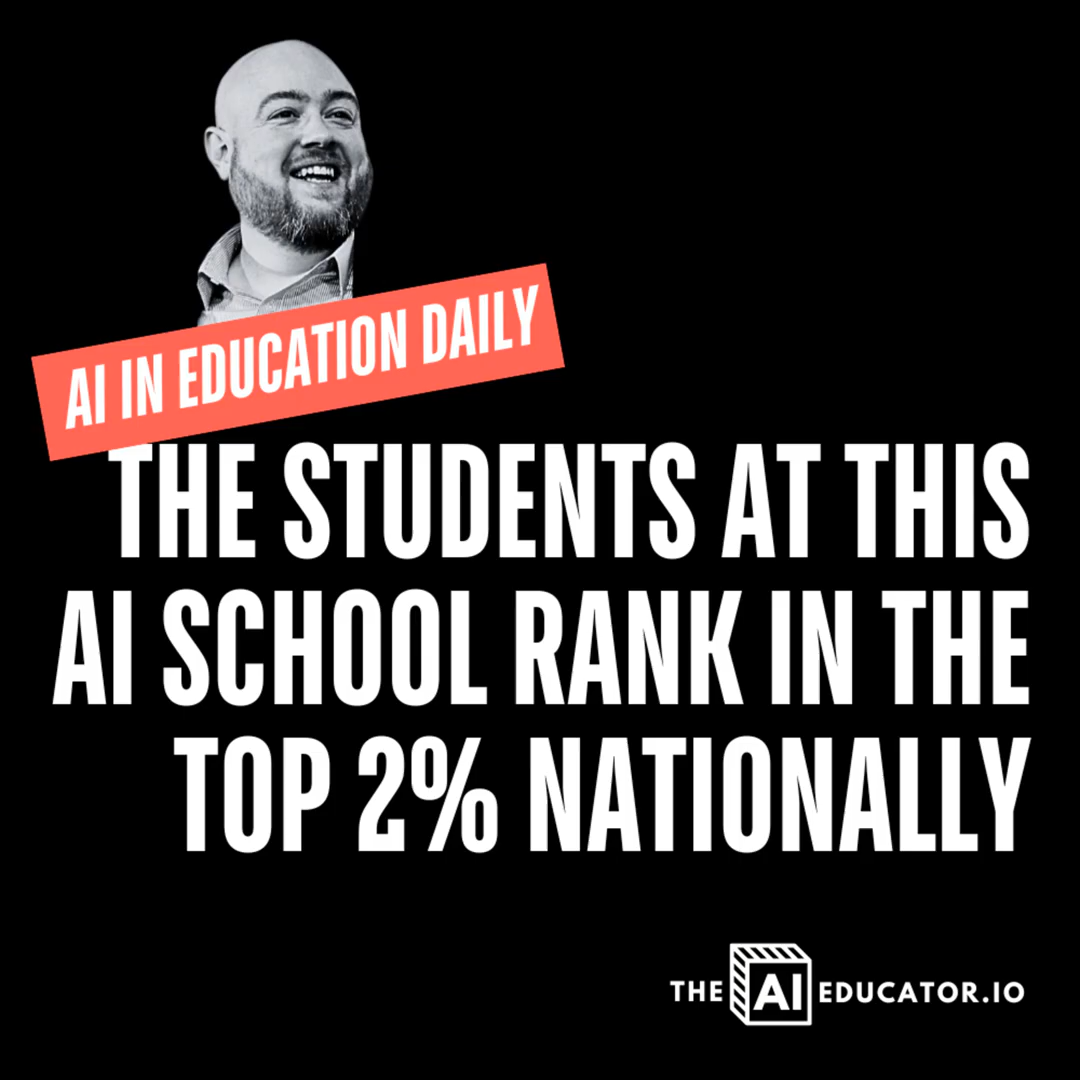 AI IN EDUCATION DAILY
THE STUDENTS AT THIS
AI SCHOOL RANK IN THE
TOP 2% NATIONALLY
THE AI EDUCATOR.IO